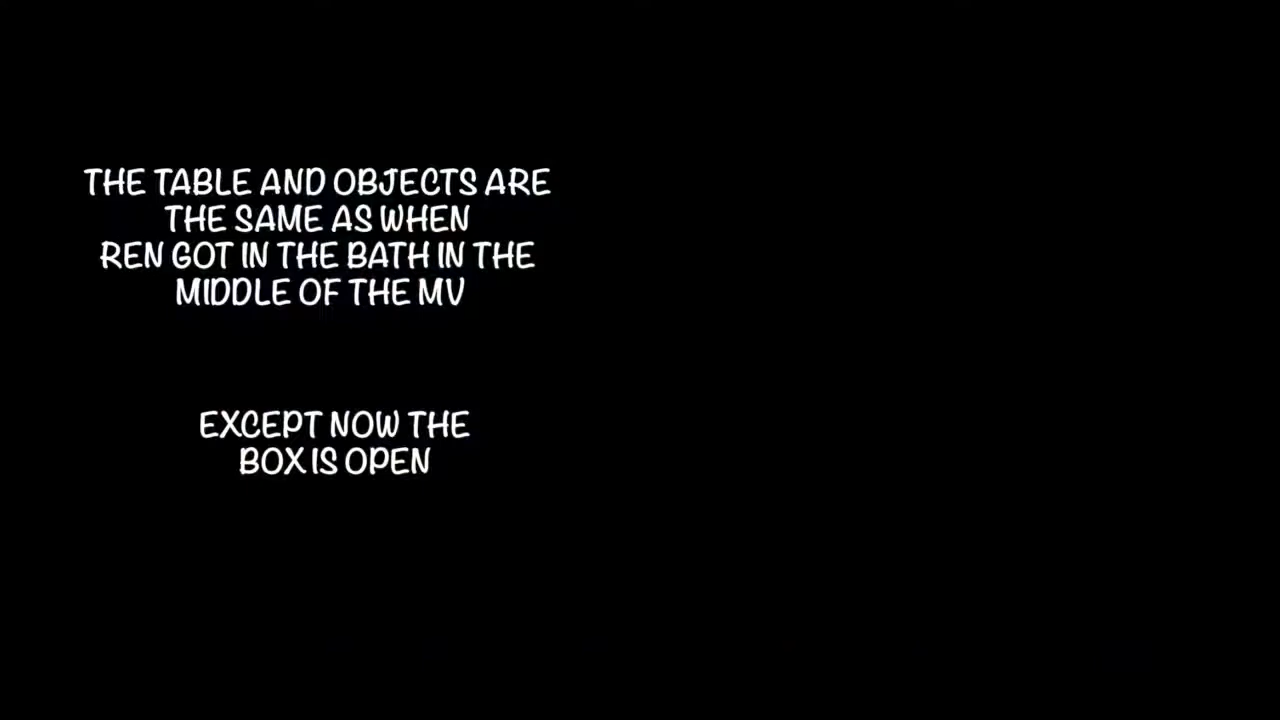 THE TABLE AND OBJECTS ARE
THE SAME AS WHEN
REN GOT IN THE BATH IN THE
MIDDLE OF THE MV
EXCEPT NOW THE
BOX IS OPEN